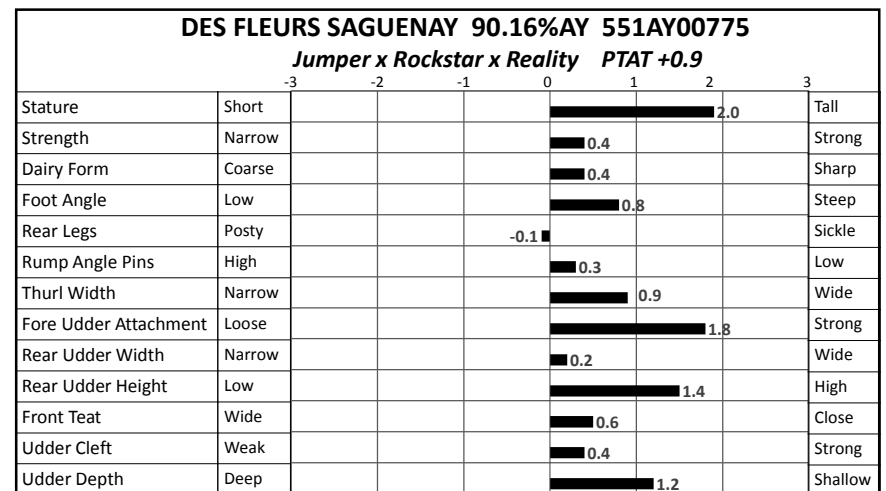 DES FLEURS SAGUENAY 90.16%AY 551AY00775
Jumper x Rockstar x Reality PTAT +0.9
-3 -2 -1 0 1 2 3
Stature Short 2.0 Tall
Strength Narrow 0.4 Strong
Dairy Form Coarse 0.4 Sharp
Foot Angle Low 0.8 Steep
Rear Legs Posty -0.1 Sickle
Rump Angle Pins High 0.3 Low
Thurl Width Narrow 0.9 Wide
Fore Udder Attachment Loose 1.8 Strong
Rear Udder Width Narrow 0.2 Wide
Rear Udder Height Low 1.4 High
Front Teat Wide 0.6 Close
Udder Cleft Weak 0.4 Strong
Udder Depth Deep 1.2 Shallow